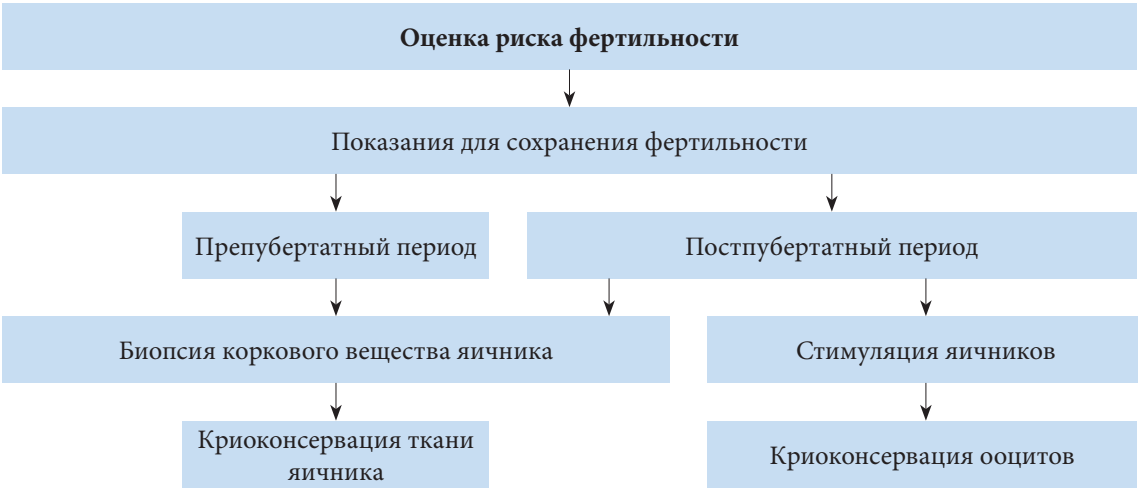 Оценка риска фертильности
Показания для сохранения фертильности
Препубертатный период
Постпубертатный период
Биопсия коркового вещества яичника
Стимуляция яичников
Криоконсервация ткани
яичника
Криоконсервация ооцитов